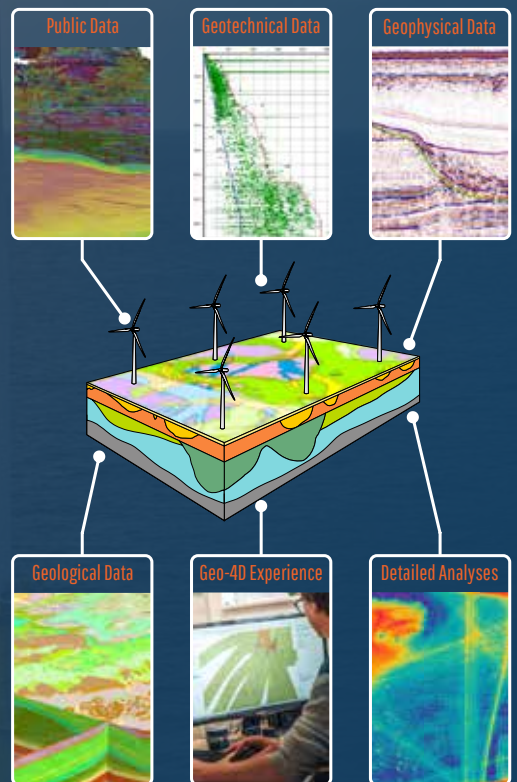 Public Data
Geotechnical Data
Geophysical Data
Geological Data
Geo-4D Experience
Detailed Analyses